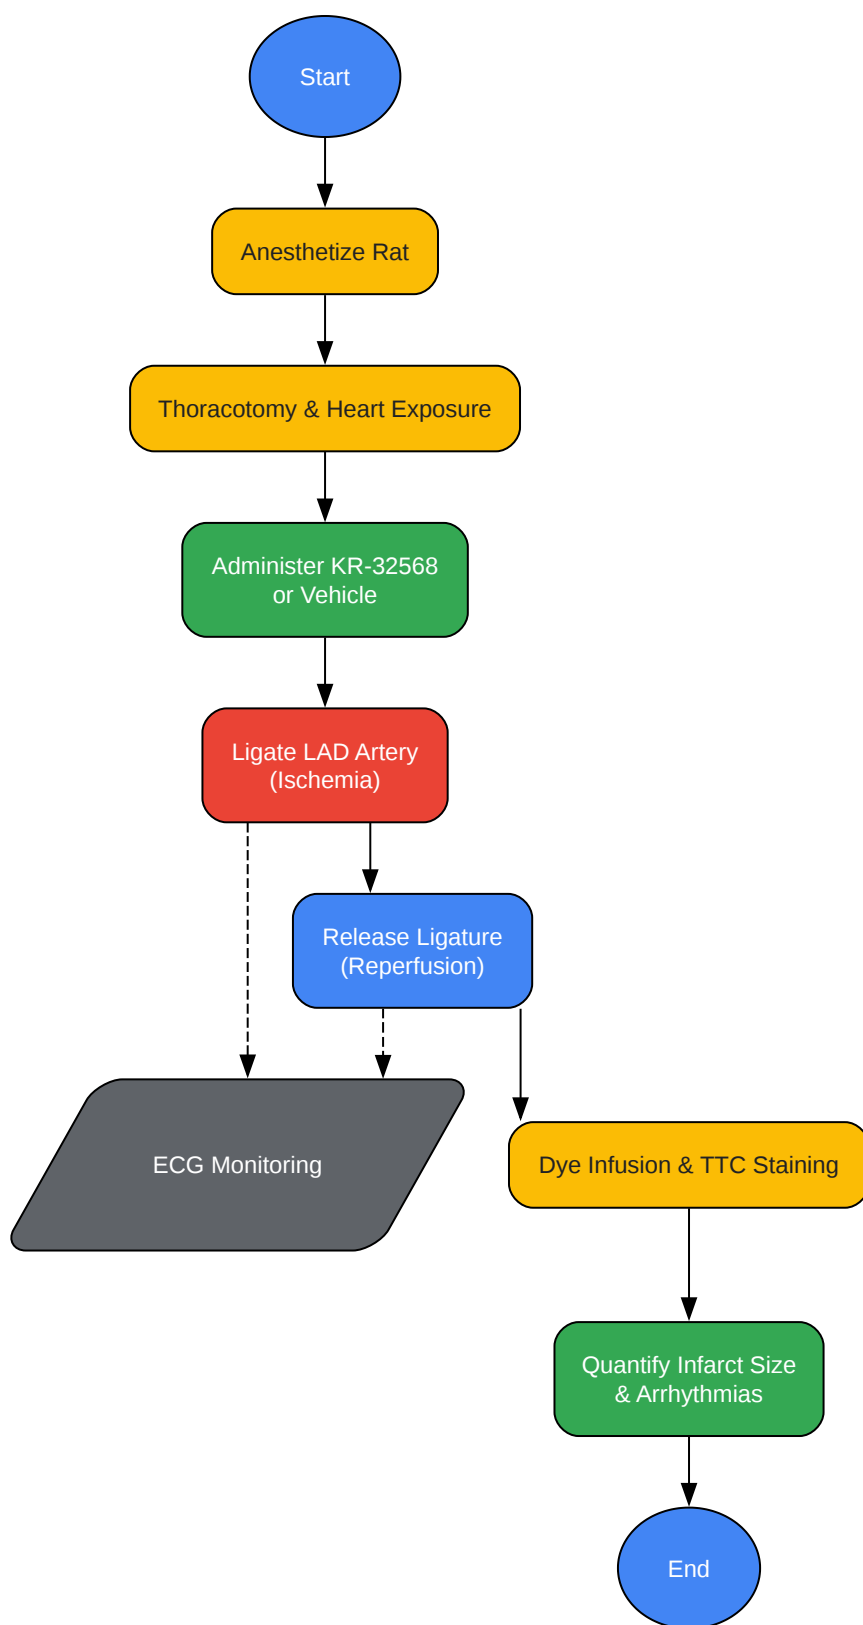 Start
Anesthetize Rat
Thoracotomy & Heart Exposure
Administer KR-32568
or Vehicle
Ligate LAD Artery
(Ischemia)
Release Ligature
(Reperfusion)
ECG Monitoring
Dye Infusion & TTC Staining
Quantify Infarct Size
& Arrhythmias
End